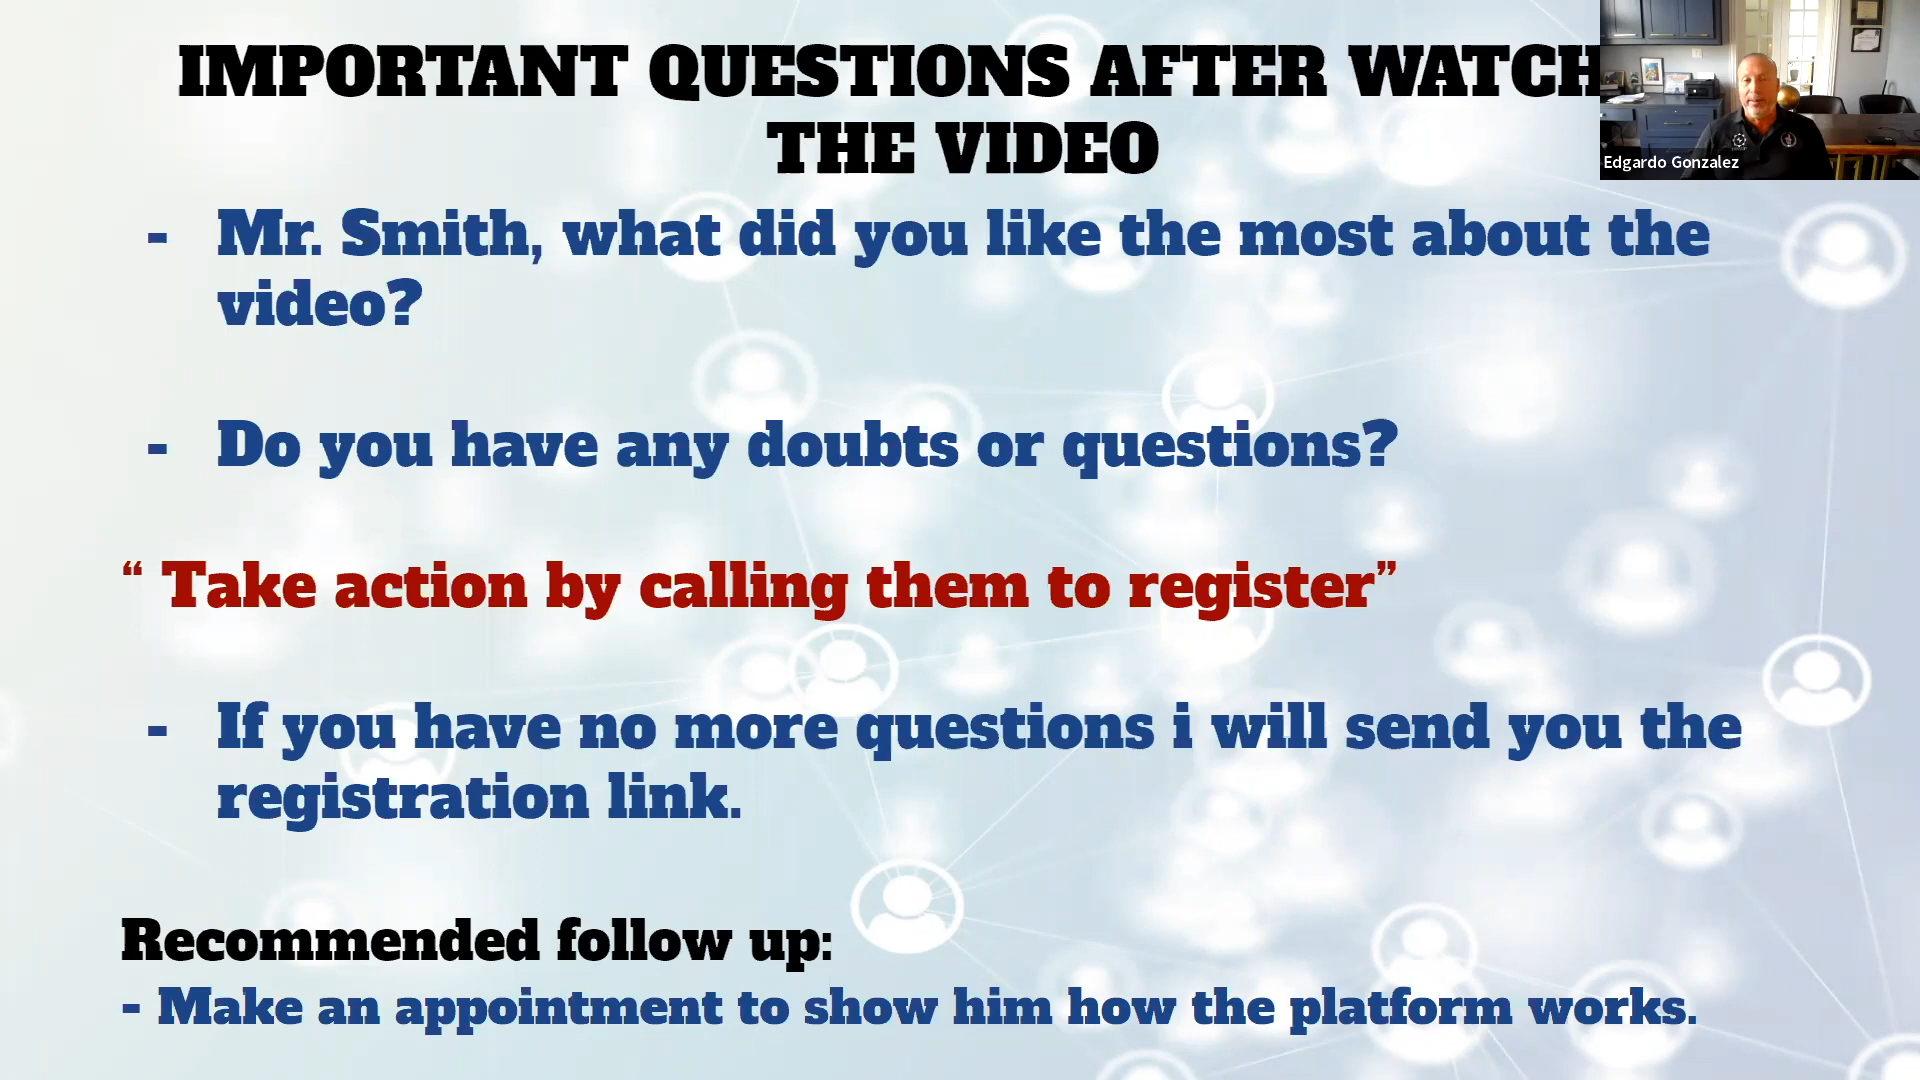 IMPORTANT QUESTIONS AFTER WATCH
THE VIDEO
Edgardo Gonzalez
- Mr. Smith, what did you like the most about the
video?
- Do you have any doubts or questions?
“ Take action by calling them to register”
- If you have no more questions i will send you the
registration link.
Recommended follow up:
- Make an appointment to show him how the platform works.